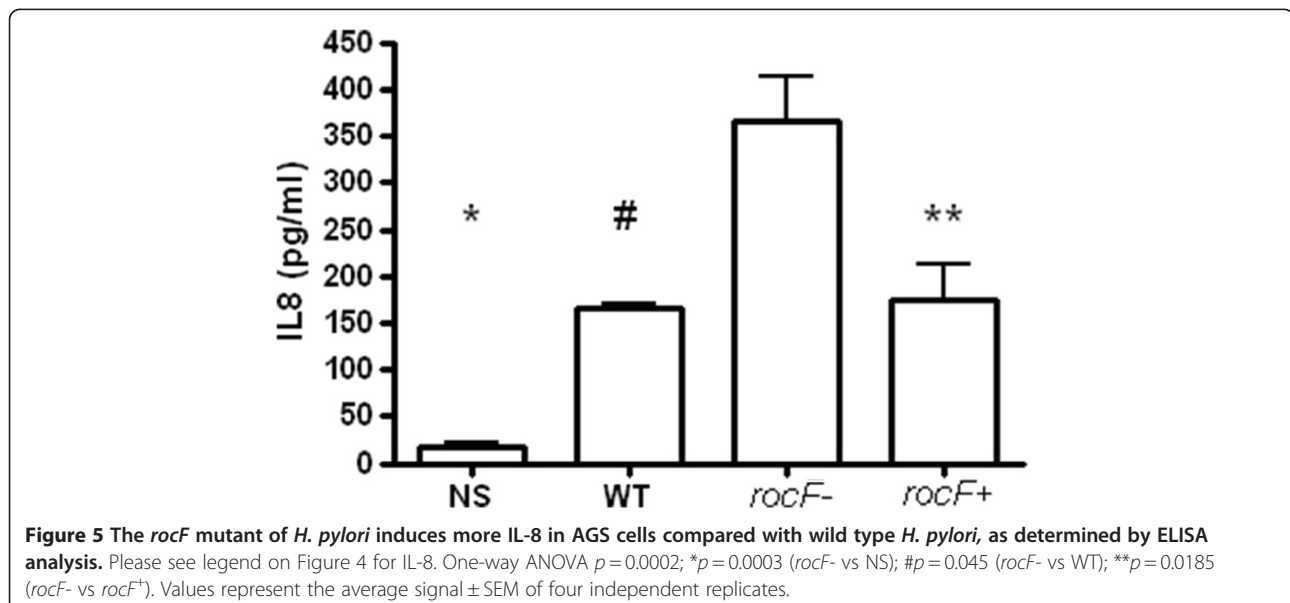 450
400
350
300
250
200
150
100
50
0
IL8 (pg/ml)
* # **
NS WT rocF- rocF+
Figure 5 The rocF mutant of H. pylori induces more IL-8 in AGS cells compared with wild type H. pylori, as determined by ELISA
analysis. Please see legend on Figure 4 for IL-8. One-way ANOVA p = 0.0002; *p = 0.0003 (rocF- vs NS); #p = 0.045 (rocF- vs WT); **p = 0.0185
(rocF- vs rocF⁺). Values represent the average signal ± SEM of four independent replicates.